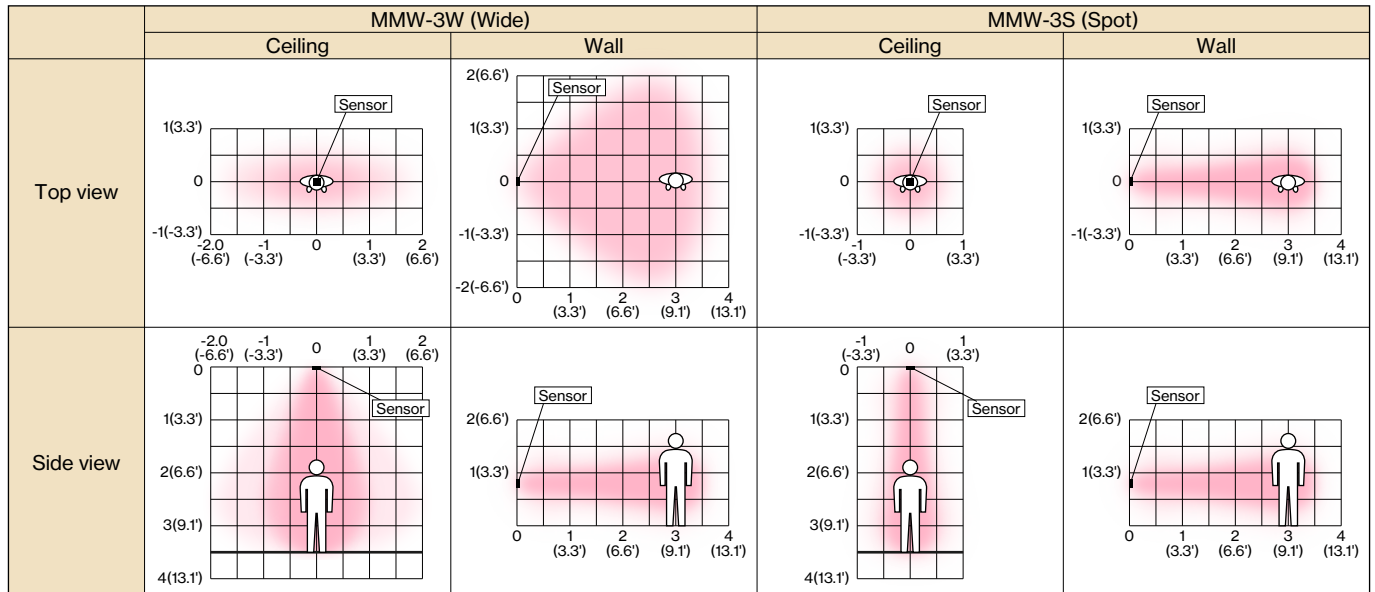 MMW-3W (Wide)
MMW-3S (Spot)
Ceiling
Wall
Ceiling
Wall
Top view
Sensor
1(3.3')
0
-1(-3.3')
-2.0 -1 0 1 2
(-6.6') (-3.3') (3.3') (6.6')
2(6.6')
Sensor
1(3.3')
0
-1(-3.3')
-2(-6.6')
0 1 2 3 4
(3.3') (6.6') (9.1') (13.1')
Sensor
1(3.3')
0
-1(-3.3')
-1 0 1
(-3.3') (3.3')
Sensor
1(3.3')
0
-1(-3.3')
0 1 2 3 4
(3.3') (6.6') (9.1') (13.1')
Side view
-2.0 -1 0 1 2
(-6.6') (-3.3') (3.3') (6.6')
0
Sensor
1(3.3')
2(6.6')
3(9.1')
4(13.1')
Sensor
2(6.6')
1(3.3')
0 1 2 3 4
(3.3') (6.6') (9.1') (13.1')
-1 0 1
(-3.3') (3.3')
0
Sensor
1(3.3')
2(6.6')
3(9.1')
4(13.1')
Sensor
2(6.6')
1(3.3')
0 1 2 3 4
(3.3') (6.6') (9.1') (13.1')